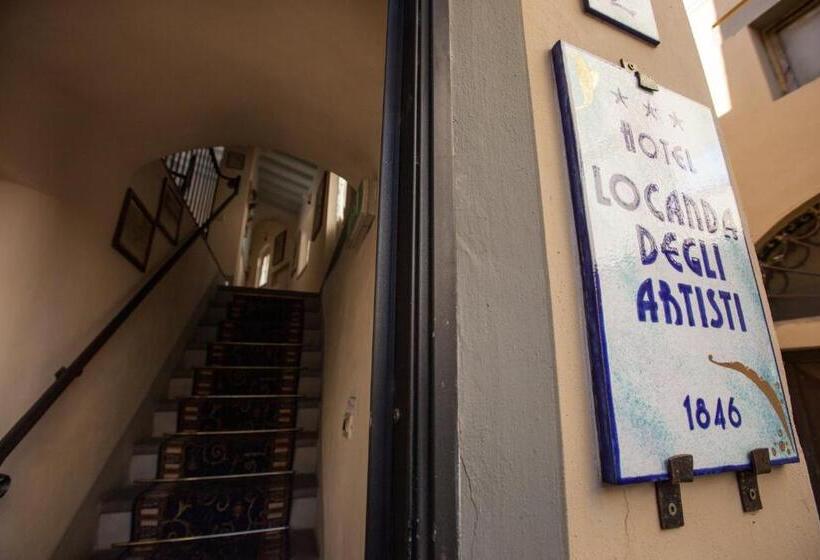 HOTEL
LOCANDA
DEGLI
ARTISTI
1846